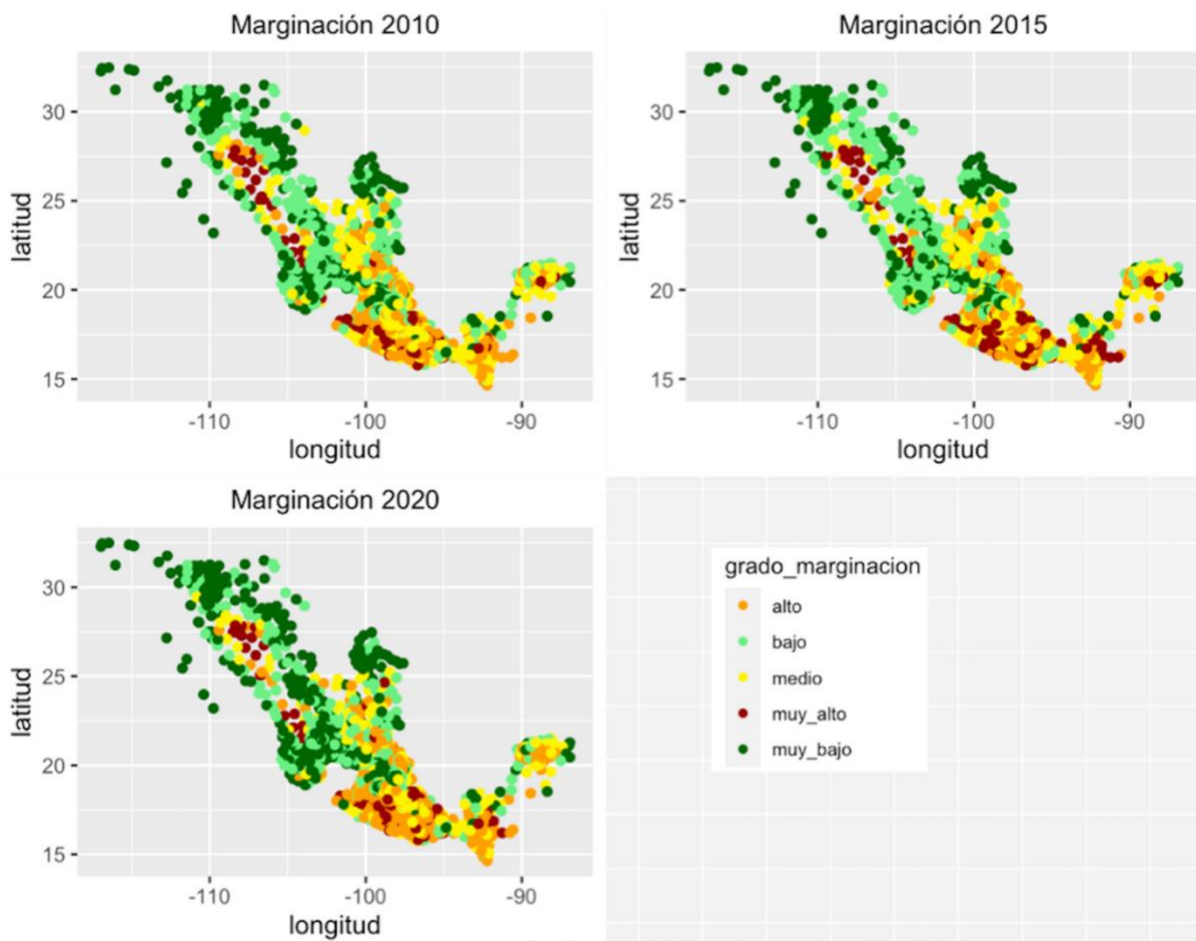 Marginación 2010
30
25
20
15
latitud
-110 -100 -90
longitud
Marginación 2015
30
25
20
15
latitud
-110 -100 -90
longitud
Marginación 2020
30
25
20
15
latitud
-110 -100 -90
longitud
grado_marginacion
alto
bajo
medio
muy_alto
muy_bajo